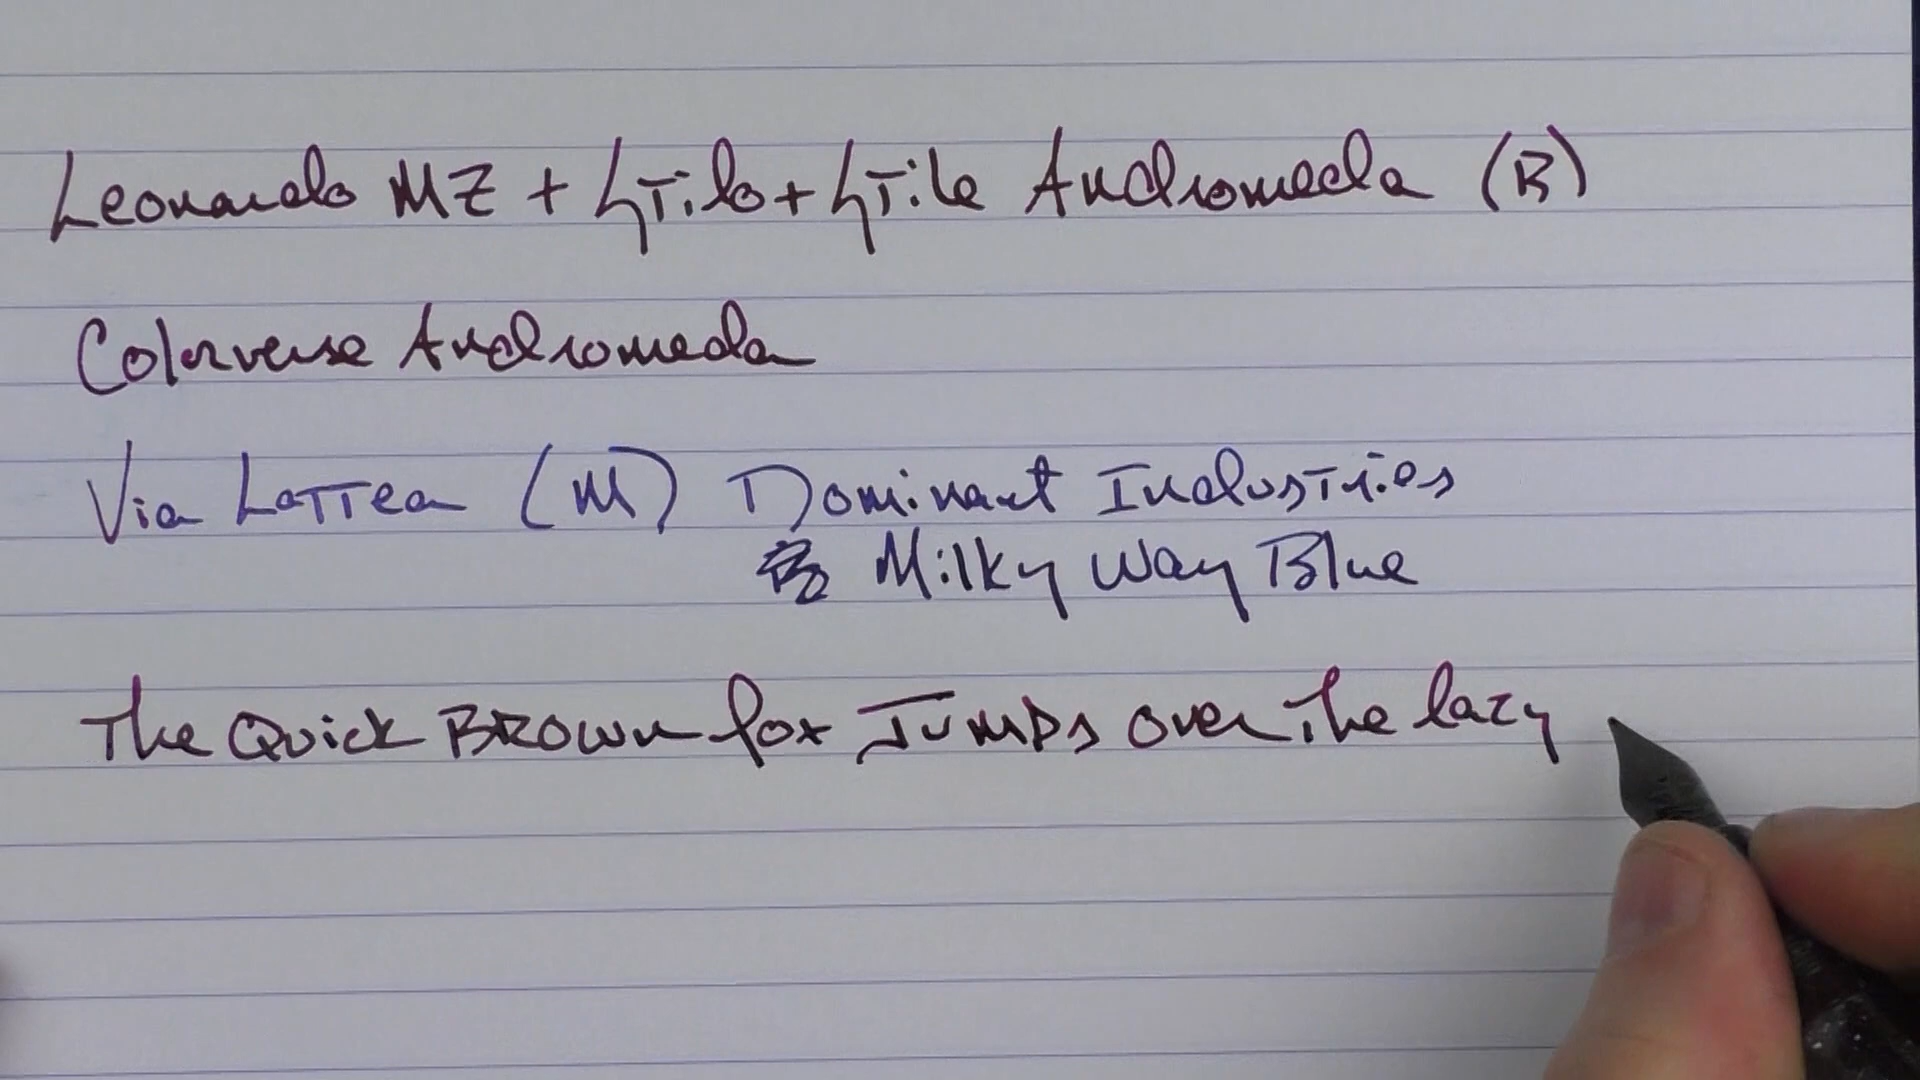 Leonardo MZ + Stilo + Stile Andromeda (B)
Colorverse Andromeda
Via Lattea (M) Dominant Industries
Milky Way Blue
The Quick Brown fox Jumps over The lazy